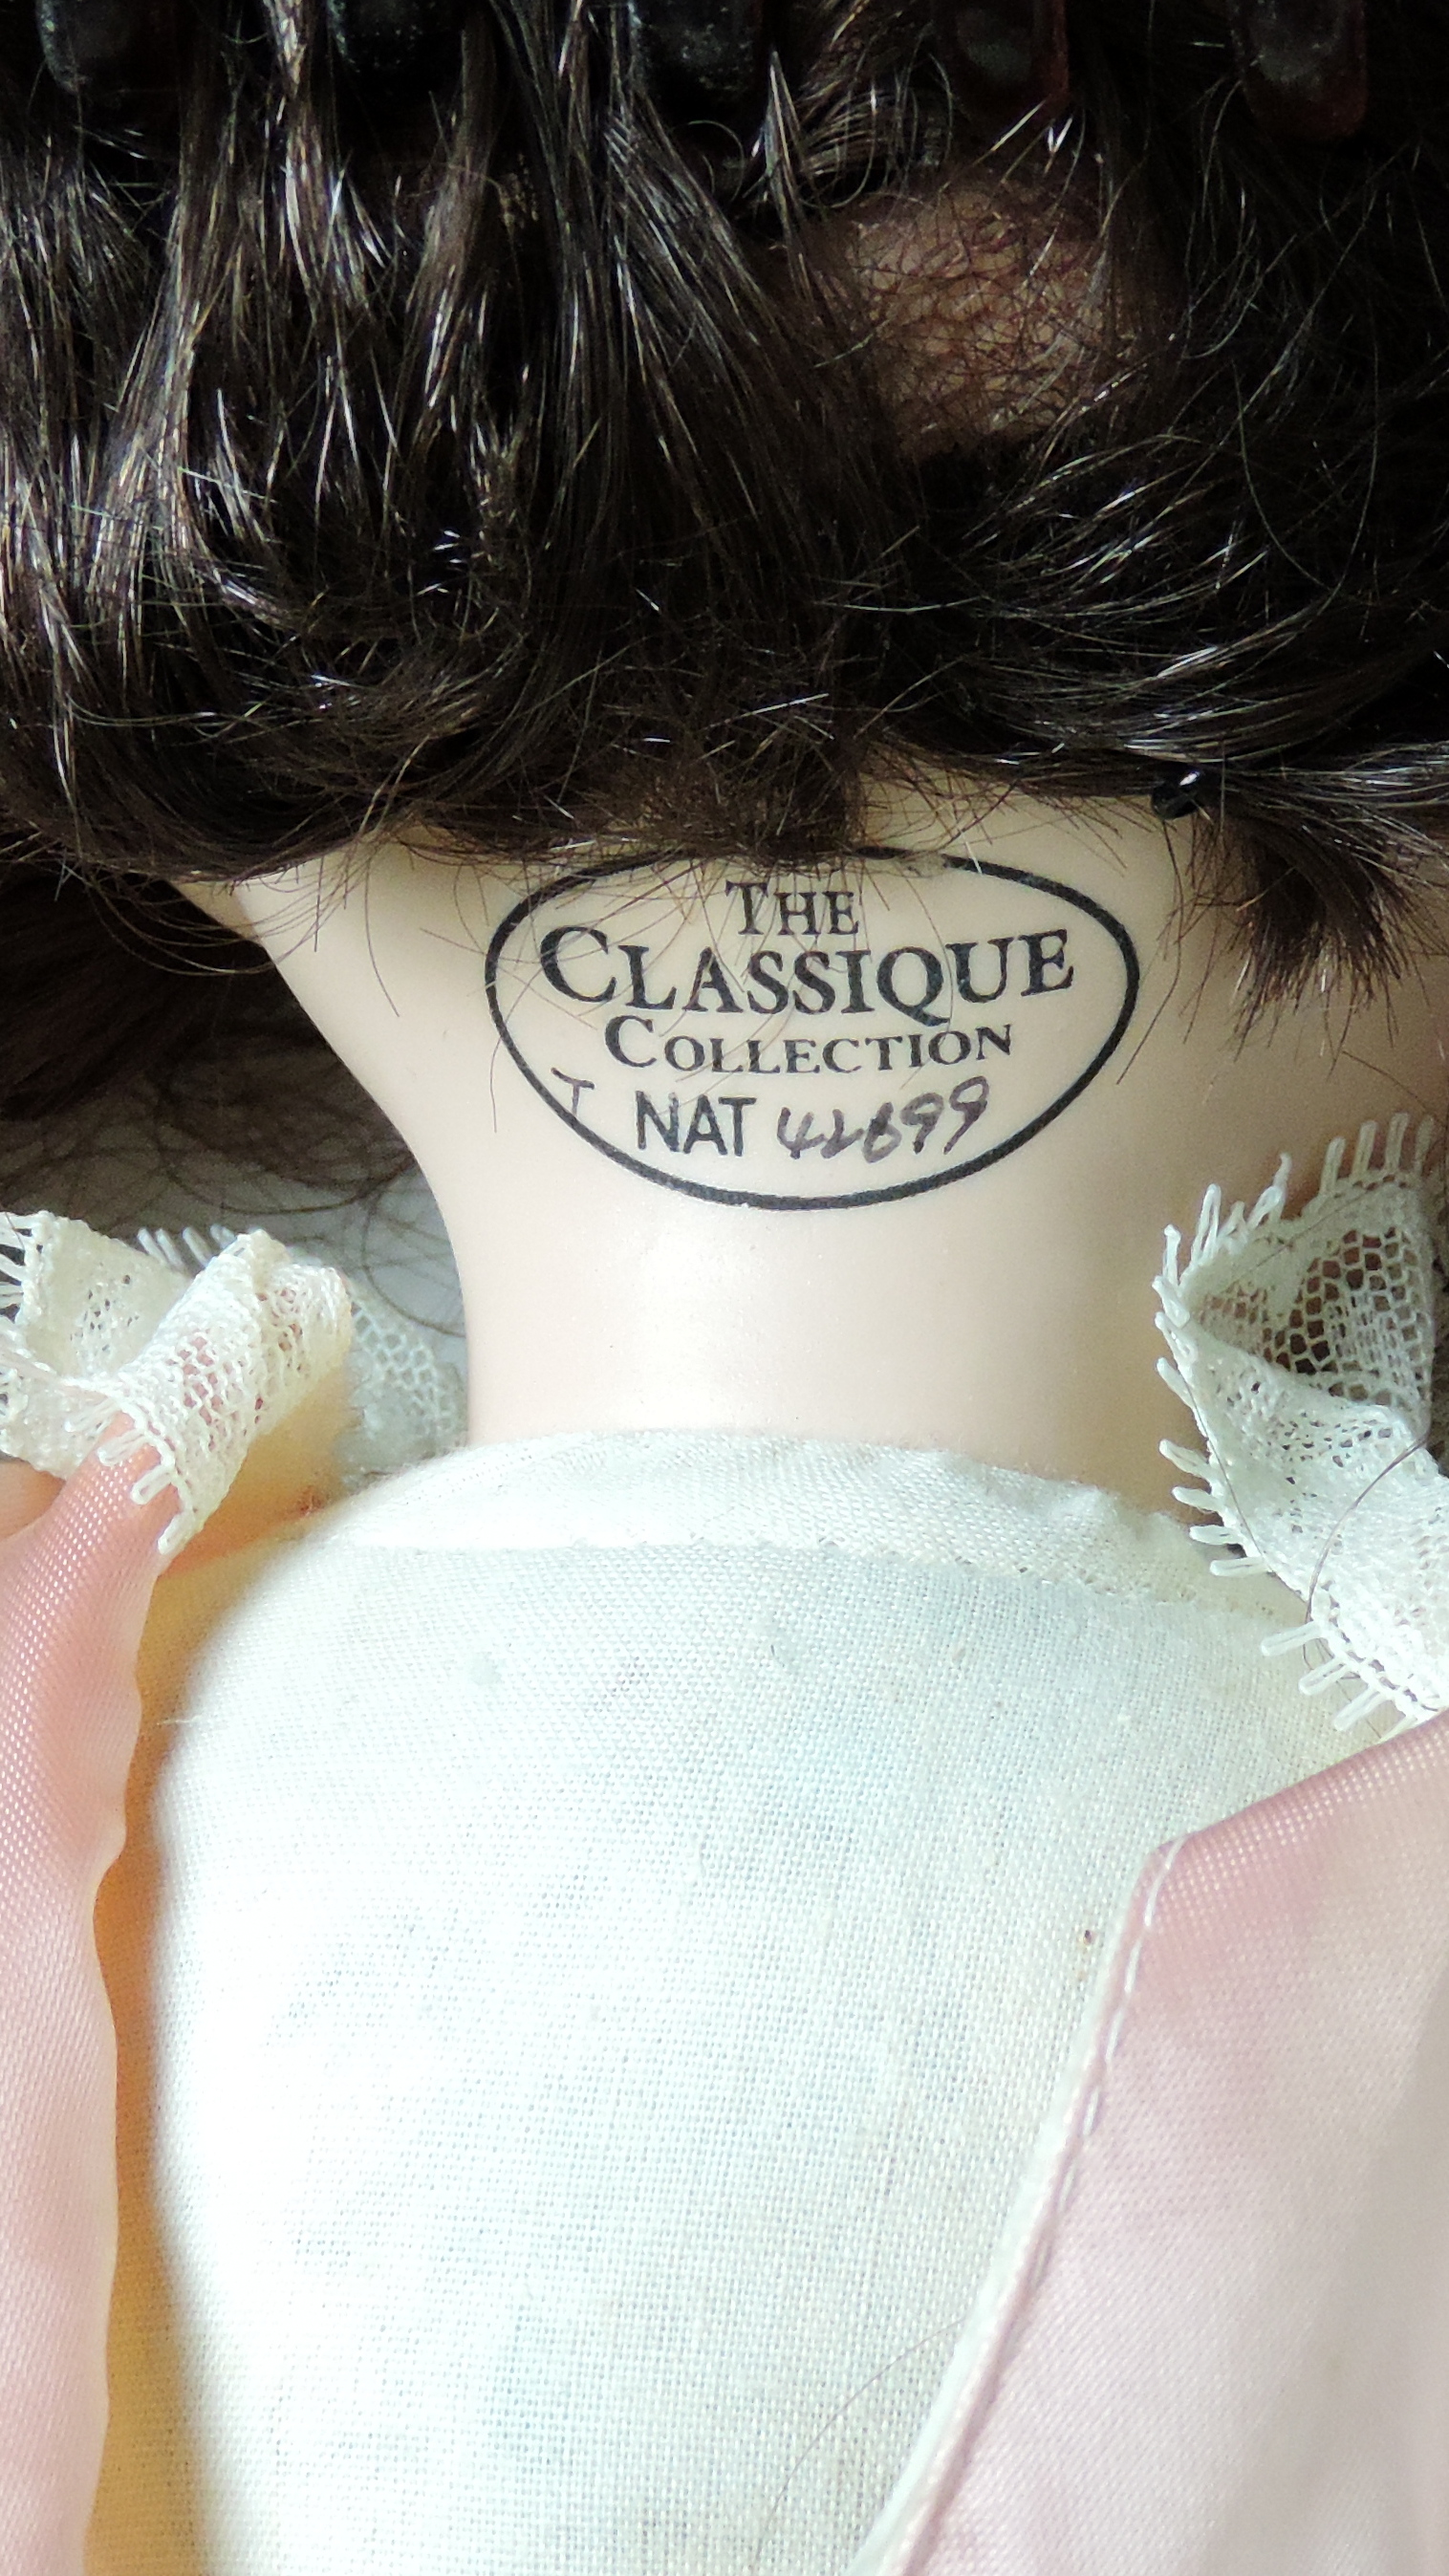 THE
CLASSIQUE
COLLECTION
T NAT 42699